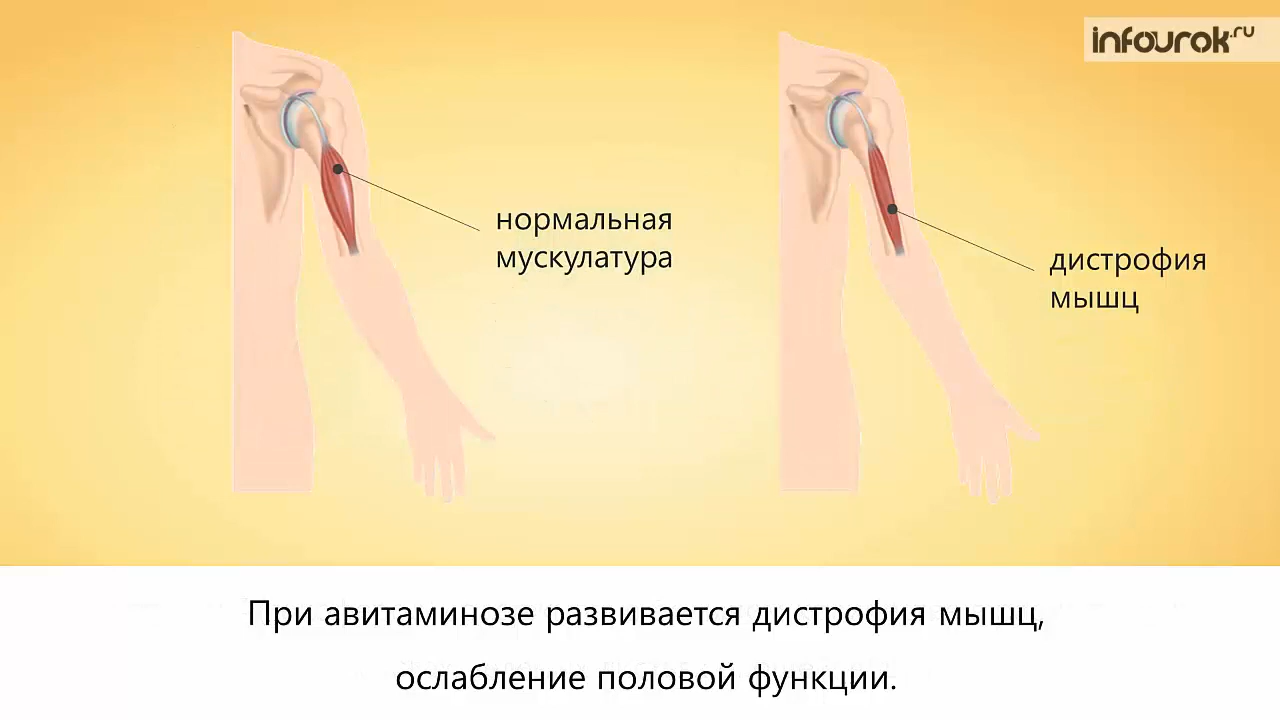 infourok.ru
нормальная
мускулатура
дистрофия
мышц
При авитаминозе развивается дистрофия мышц,
ослабление половой функции.